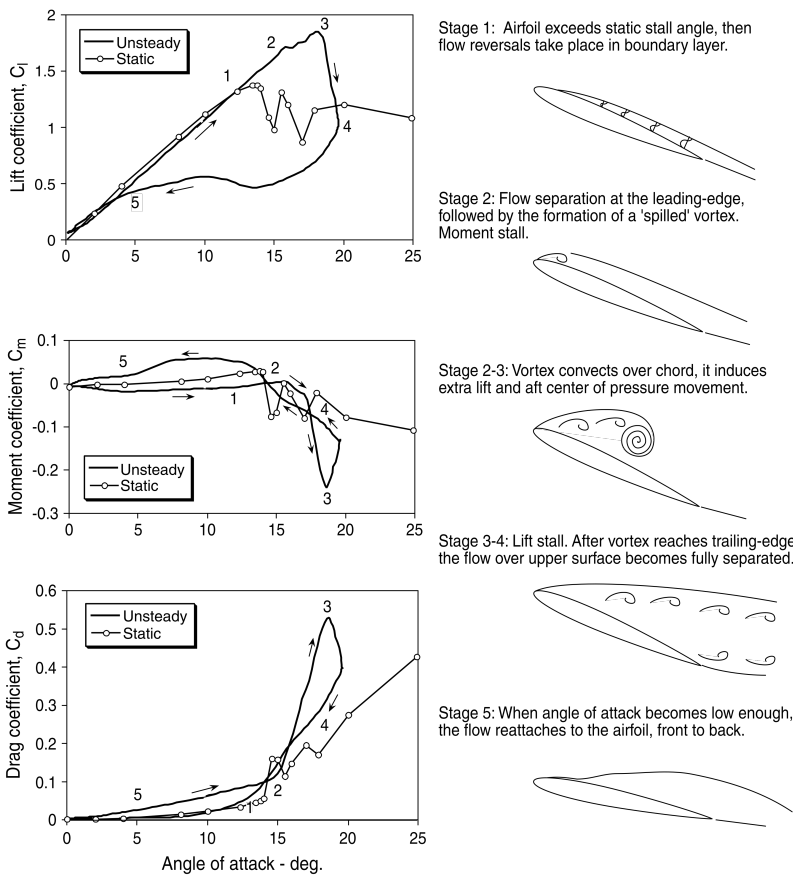 2
1.5
1
0.5
0
0
5
10
15
20
25
Lift coefficient, Cl
Unsteady
Static
1
2
3
4
5
0.1
0
-0.1
-0.2
-0.3
0
5
10
15
20
25
Moment coefficient, Cm
Unsteady
Static
5
1
2
4
3
0.6
0.5
0.4
0.3
0.2
0.1
0
0
5
10
15
20
25
Drag coefficient, Cd
Unsteady
Static
3
4
5
2
1
Angle of attack - deg.
Stage 1: Airfoil exceeds static stall angle, then
flow reversals take place in boundary layer.
Stage 2: Flow separation at the leading-edge,
followed by the formation of a 'spilled' vortex.
Moment stall.
Stage 2-3: Vortex convects over chord, it induces
extra lift and aft center of pressure movement.
Stage 3-4: Lift stall. After vortex reaches trailing-edge
the flow over upper surface becomes fully separated.
Stage 5: When angle of attack becomes low enough,
the flow reattaches to the airfoil, front to back.